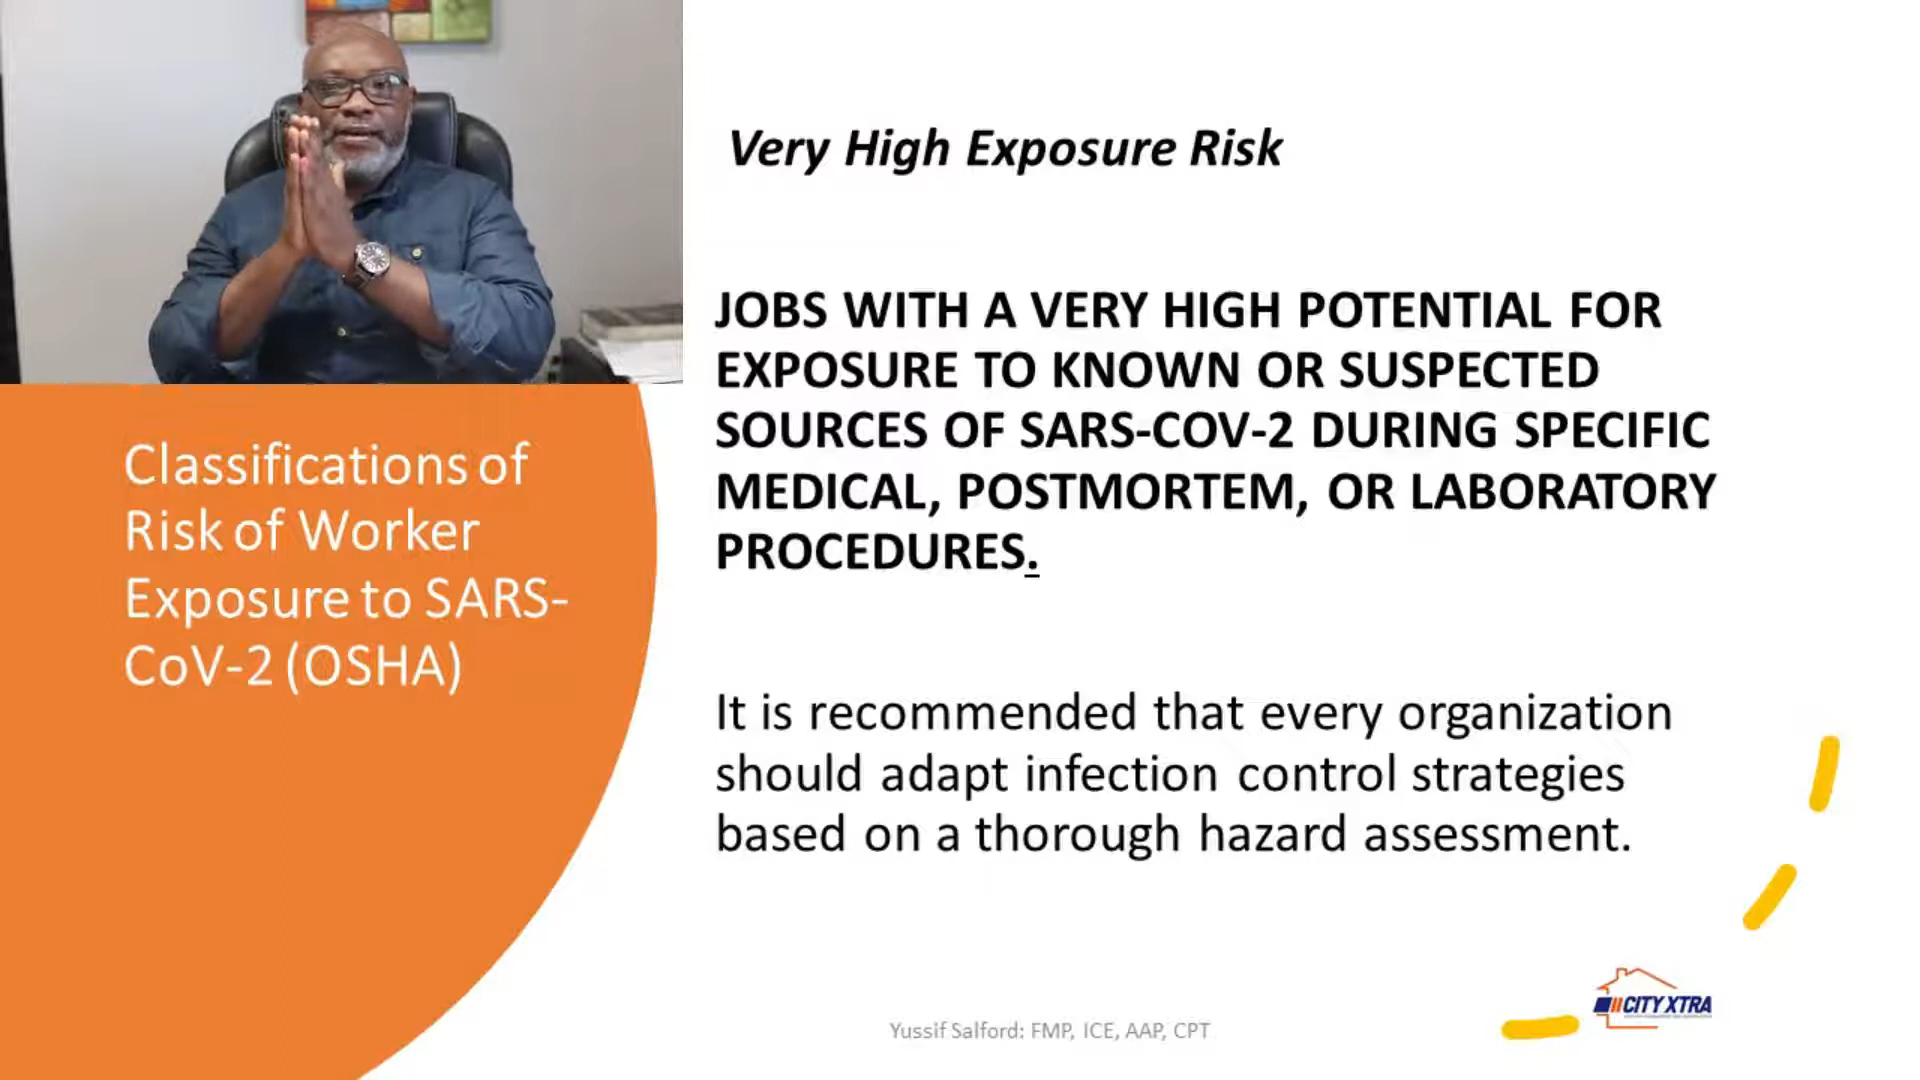 Very High Exposure Risk
JOBS WITH A VERY HIGH POTENTIAL FOR
EXPOSURE TO KNOWN OR SUSPECTED
SOURCES OF SARS-COV-2 DURING SPECIFIC
MEDICAL, POSTMORTEM, OR LABORATORY
PROCEDURES.
Classifications of
Risk of Worker
Exposure to SARS-
CoV-2 (OSHA)
It is recommended that every organization
should adapt infection control strategies
based on a thorough hazard assessment.
CITY XTRA
Yussif Salford: FMP, ICE, AAP, CPT